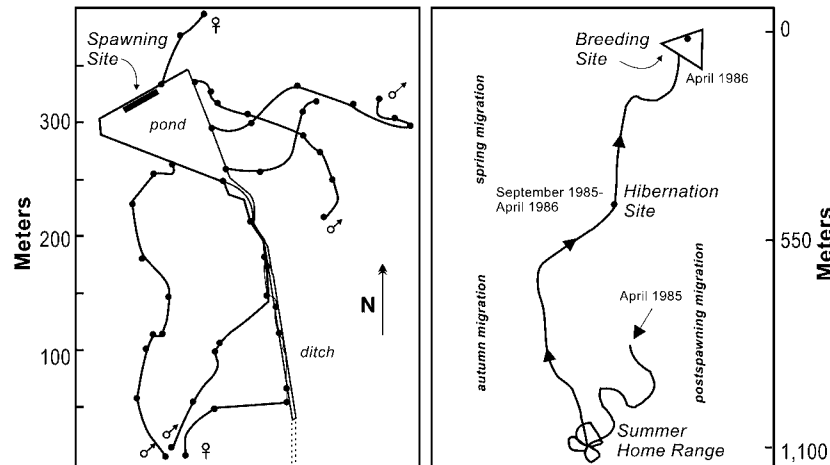 Spawning
Site
♀
♂
pond
300
Meters
200
100
♂
N
ditch
♂
♂
♀
Breeding
Site
0
April 1986
spring migration
September 1985-
April 1986
Hibernation
Site
Meters
550
autumn migration
April 1985
postspawning migration
Summer
Home Range
1,100